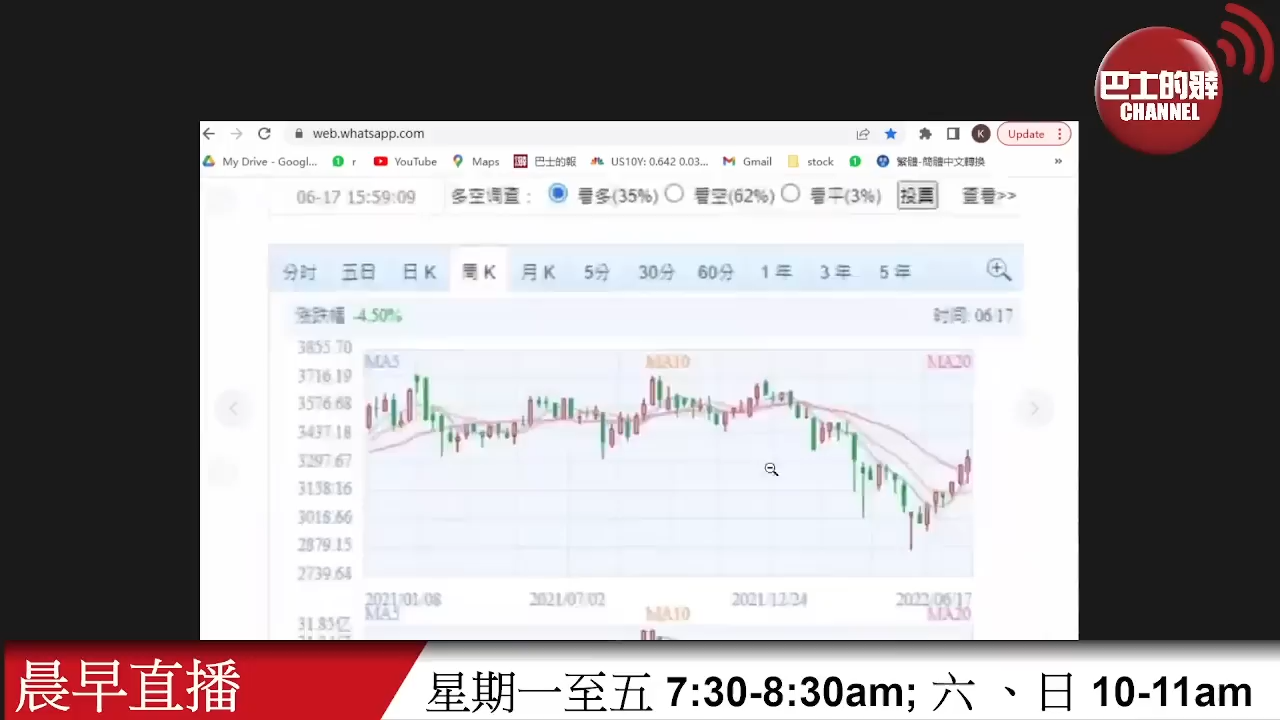 巴士的報
CHANNEL
web.whatsapp.com
K
Update
My Drive - Googl...
r
YouTube
Maps
巴士的報
US10Y: 0.642 0.03...
Gmail
stock
繁體-簡體中文轉換
»
06-17 15:59:09
多空调查：
看多(35%)
看空(62%)
看平(3%)
投票
查看>>
分时
五日
日K
周K
月K
5分
30分
60分
1年
3年
5年
涨跌幅 -4.50%
时间: 06/17
3855.70
MA5
MA10
MA20
3716.19
3576.68
3437.18
3297.67
3158.16
3018.66
2879.15
2739.64
2021/01/08
2021/07/02
2021/12/24
2022/06/17
MA5
MA10
MA20
31.85亿
晨早直播
星期一至五 7:30-8:30am; 六、日 10-11am